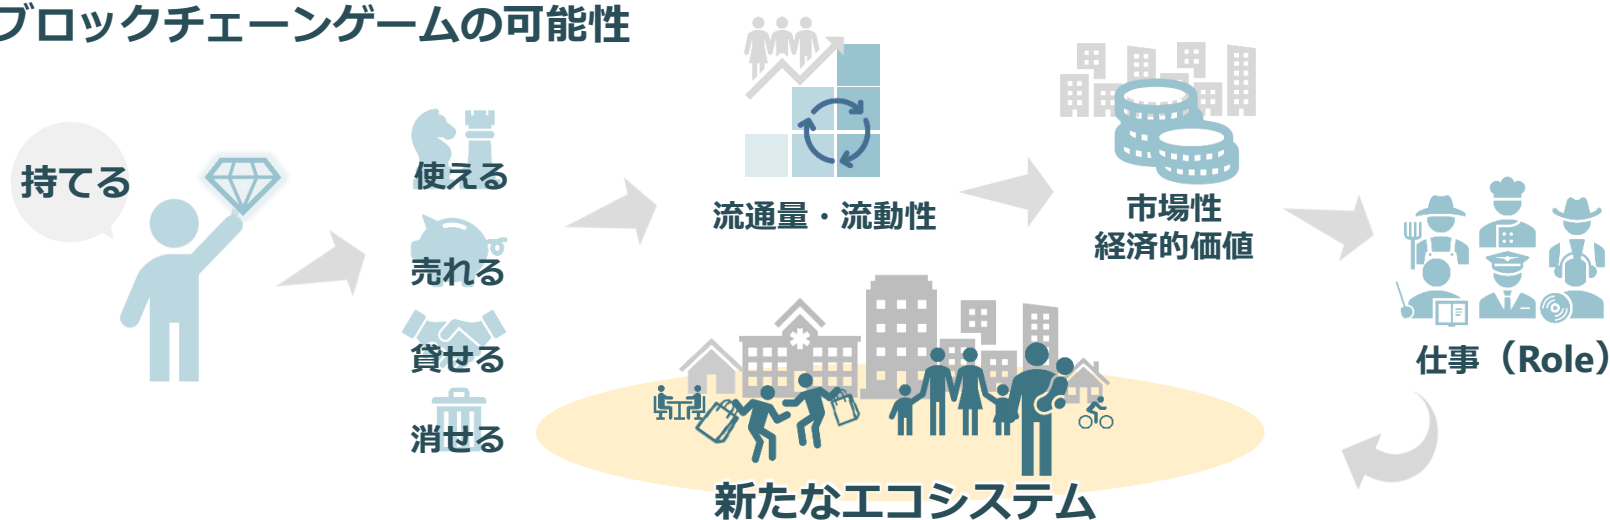 ブロックチェーンゲームの可能性
持てる
使える
売れる
貸せる
消せる
流通量・流動性
市場性
経済的価値
仕事（Role）
新たなエコシステム